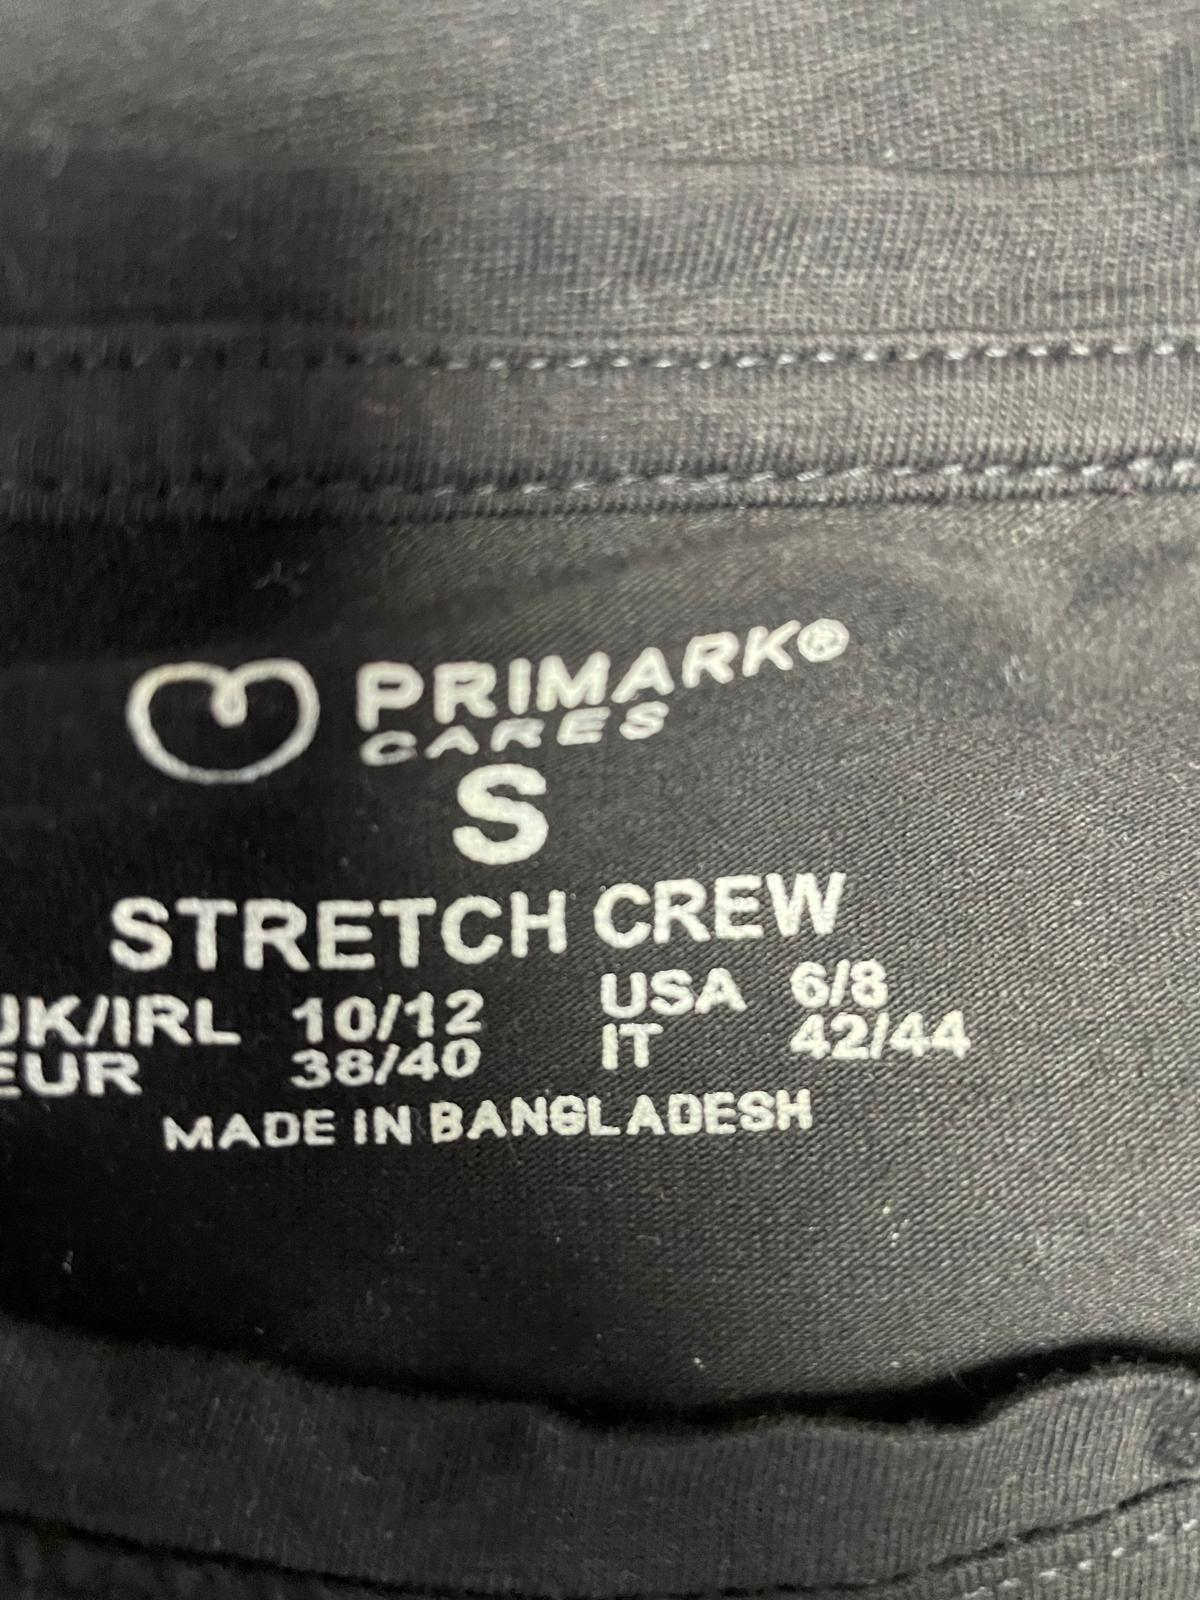 PRIMARK®
CARES
S
STRETCH CREW
UK/IRL 10/12 USA 6/8
EUR 38/40 IT 42/44
MADE IN BANGLADESH